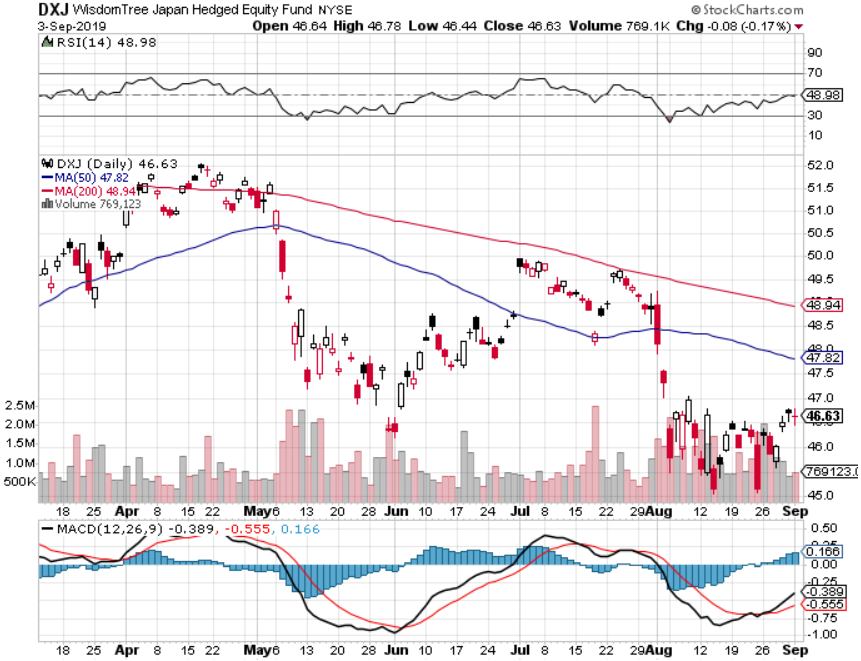 DXJ WisdomTree Japan Hedged Equity Fund NYSE © StockCharts.com
3-Sep-2019 Open 46.64 High 46.78 Low 46.44 Close 46.63 Volume 769.1K Chg -0.08 (-0.17%)
RSI(14) 48.98
90
70
48.98
30
10
DXJ (Daily) 46.63
MA(50) 47.82
MA(200) 48.94
Volume 769,123
52.0
51.5
51.0
50.5
50.0
49.5
48.94
48.5
48.0
47.82
47.5
47.0
46.63
46.0
769123.0
45.0
2.5M
2.0M
1.5M
1.0M
500K
18 25 Apr 8 15 22 May 6 13 20 28 Jun 10 17 24 Jul 8 15 22 29 Aug 12 19 26 Sep
MACD(12,26,9) -0.389, -0.555, 0.166
0.50
0.166
0.00
-0.25
-0.389
-0.555
-0.75
-1.00
18 25 Apr 8 15 22 May 6 13 20 28 Jun 10 17 24 Jul 8 15 22 29 Aug 12 19 26 Sep